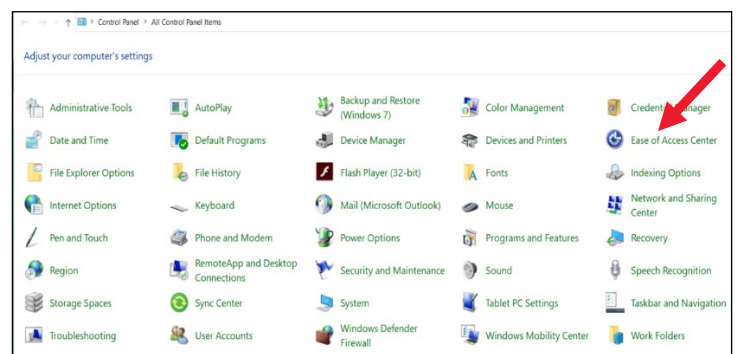 Control Panel > All Control Panel Items
Adjust your computer's settings
Administrative Tools
AutoPlay
Backup and Restore
(Windows 7)
Color Management
Manager
Date and Time
Default Programs
Device Manager
Devices and Printers
Ease of Access Center
File Explorer Options
File History
Flash Player (32-bit)
Fonts
Indexing Options
Internet Options
Keyboard
Mail (Microsoft Outlook)
Mouse
Network and Sharing
Center
Pen and Touch
Phone and Modem
Power Options
Programs and Features
Recovery
Region
RemoteApp and Desktop
Connections
Security and Maintenance
Sound
Speech Recognition
Storage Spaces
Sync Center
System
Tablet PC Settings
Taskbar and Navigation
Troubleshooting
User Accounts
Windows Defender
Firewall
Windows Mobility Center
Work Folders